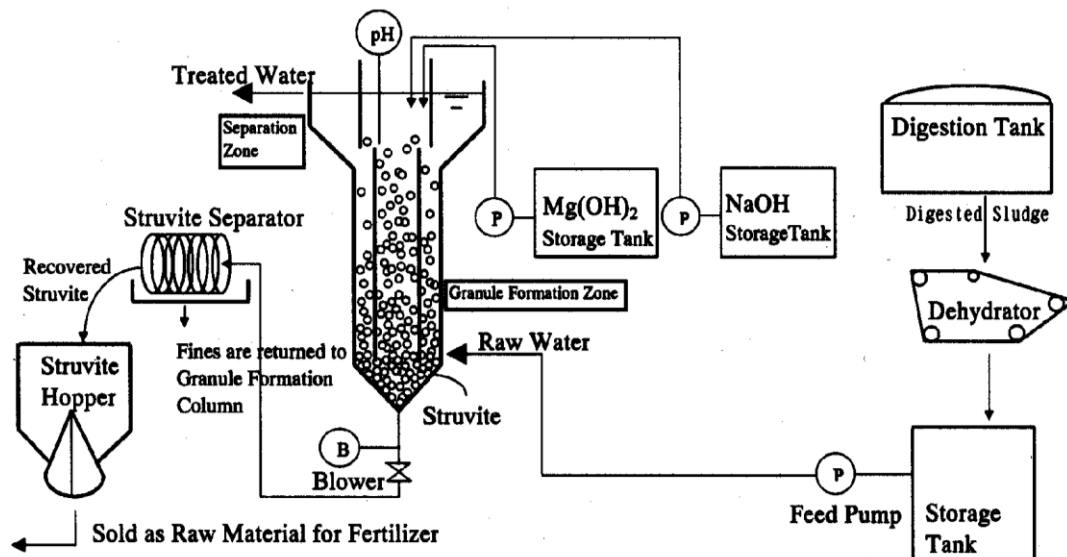 pH
Treated Water
Separation
Zone
Digestion Tank
P
Mg(OH)2
Storage Tank
P
NaOH
StorageTank
Digested Sludge
Struvite Separator
Recovered
Struvite
Granule Formation Zone
Dehydrator
Raw Water
Fines are returned to
Granule Formation
Column
Struvite
Hopper
Struvite
B
Blower
P
Feed Pump
Storage
Tank
Sold as Raw Material for Fertilizer